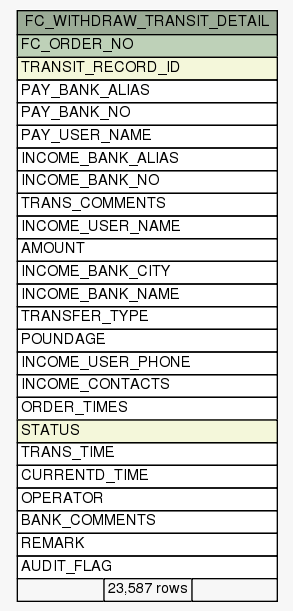 FC_WITHDRAW_TRANSIT_DETAIL
FC_ORDER_NO
TRANSIT_RECORD_ID
PAY_BANK_ALIAS
PAY_BANK_NO
PAY_USER_NAME
INCOME_BANK_ALIAS
INCOME_BANK_NO
TRANS_COMMENTS
INCOME_USER_NAME
AMOUNT
INCOME_BANK_CITY
INCOME_BANK_NAME
TRANSFER_TYPE
POUNDAGE
INCOME_USER_PHONE
INCOME_CONTACTS
ORDER_TIMES
STATUS
TRANS_TIME
CURRENTD_TIME
OPERATOR
BANK_COMMENTS
REMARK
AUDIT_FLAG
23,587 rows